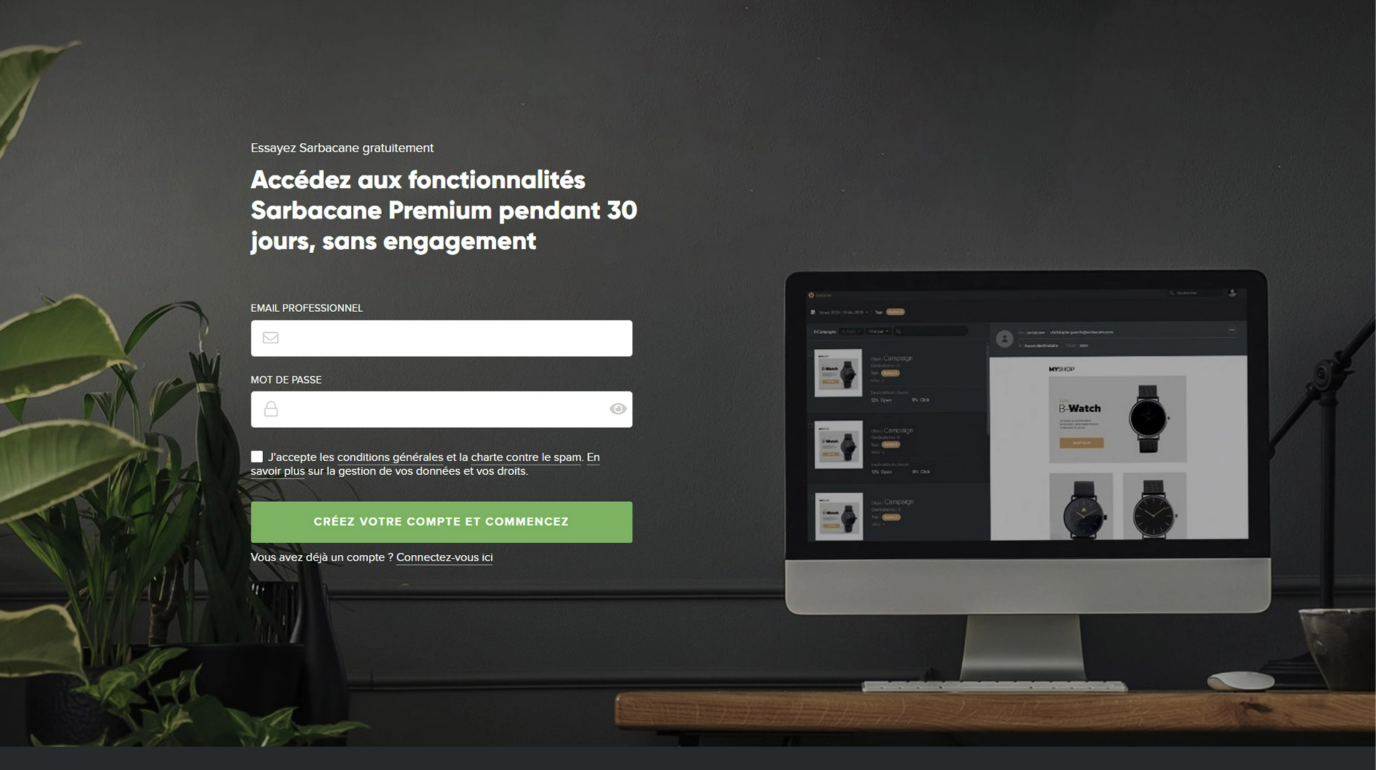 Essayez Sarbacane gratuitement
Accédez aux fonctionnalités
Sarbacane Premium pendant 30
jours, sans engagement
EMAIL PROFESSIONNEL
MOT DE PASSE
J'accepte les conditions générales et la charte contre le spam. En
savoir plus sur la gestion de vos données et vos droits.
CRÉEZ VOTRE COMPTE ET COMMENCEZ
Vous avez déjà un compte ? Connectez-vous ici
Campaign
Campaign
Campaign
MYSHOP
B-Watch